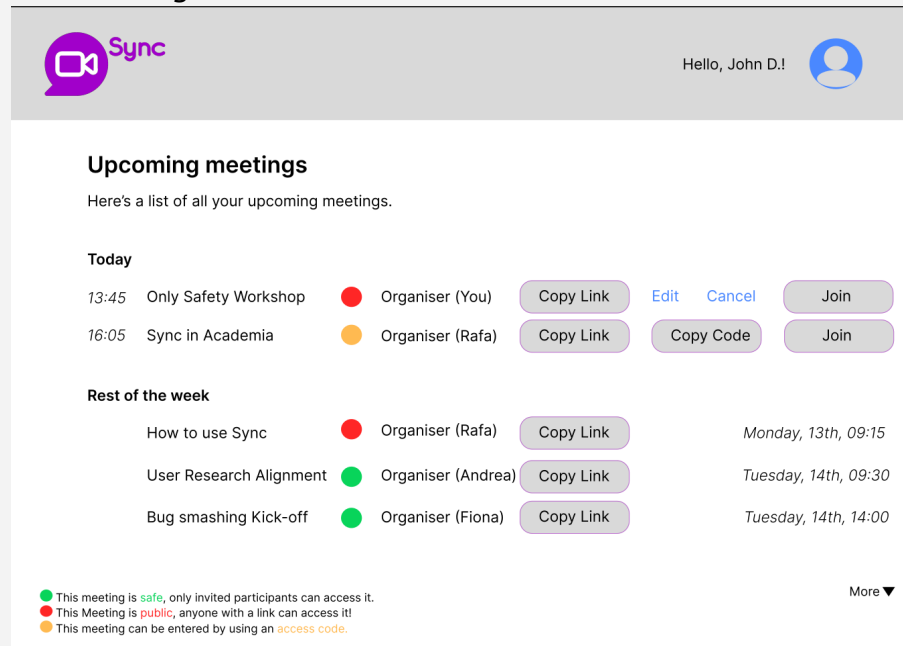 Sync
Hello, John D.!
Upcoming meetings
Here's a list of all your upcoming meetings.
Today
13:45 Only Safety Workshop Organiser (You) Copy Link Edit Cancel Join
16:05 Sync in Academia Organiser (Rafa) Copy Link Copy Code Join
Rest of the week
How to use Sync Organiser (Rafa) Copy Link Monday, 13th, 09:15
User Research Alignment Organiser (Andrea) Copy Link Tuesday, 14th, 09:30
Bug smashing Kick-off Organiser (Fiona) Copy Link Tuesday, 14th, 14:00
More
This meeting is safe, only invited participants can access it.
This Meeting is public, anyone with a link can access it!
This meeting can be entered by using an access code.